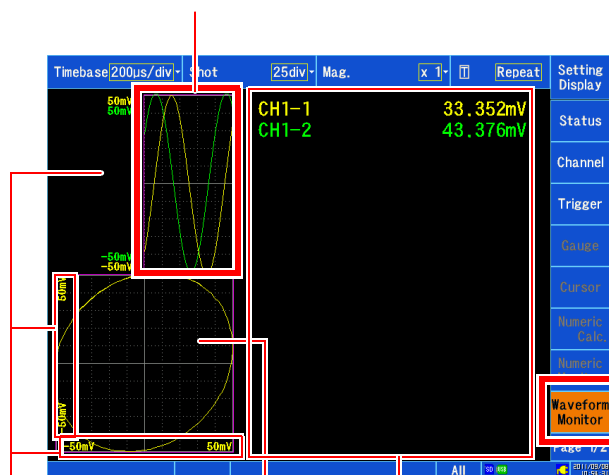 Timebase 200µs/div Shot 25div Mag. x 1 T Repeat
Setting
Display
50mV
50mV
CH1-1 33.352mV
CH1-2 43.376mV
Status
Channel
Trigger
-50mV
-50mV
Gauge
Cursor
50mV
Numeric
Calc.
Numeric
-50mV
Waveform
Monitor
-50mV 50mV
Page 1/2
All SD